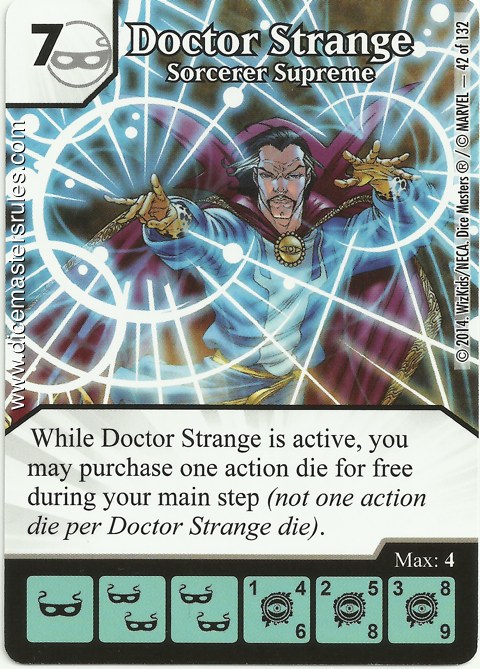 7
Doctor Strange
Sorcerer Supreme
www.dicemastersrules.com
© 2014. WizKids/NECA. Dice Masters ® / © MARVEL — 42 of 132
While Doctor Strange is active, you
may purchase one action die for free
during your main step (not one action
die per Doctor Strange die).
Max: 4
1 4 2 5 3 8
6 8 9